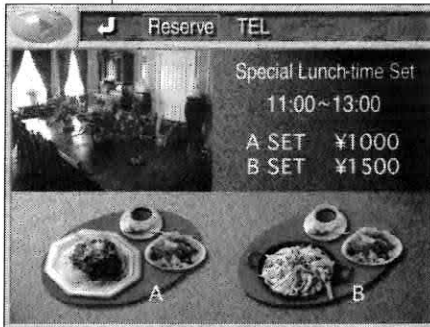 Reserve TEL
Special Lunch-time Set
11:00~13:00
A SET ¥1000
B SET ¥1500
A B